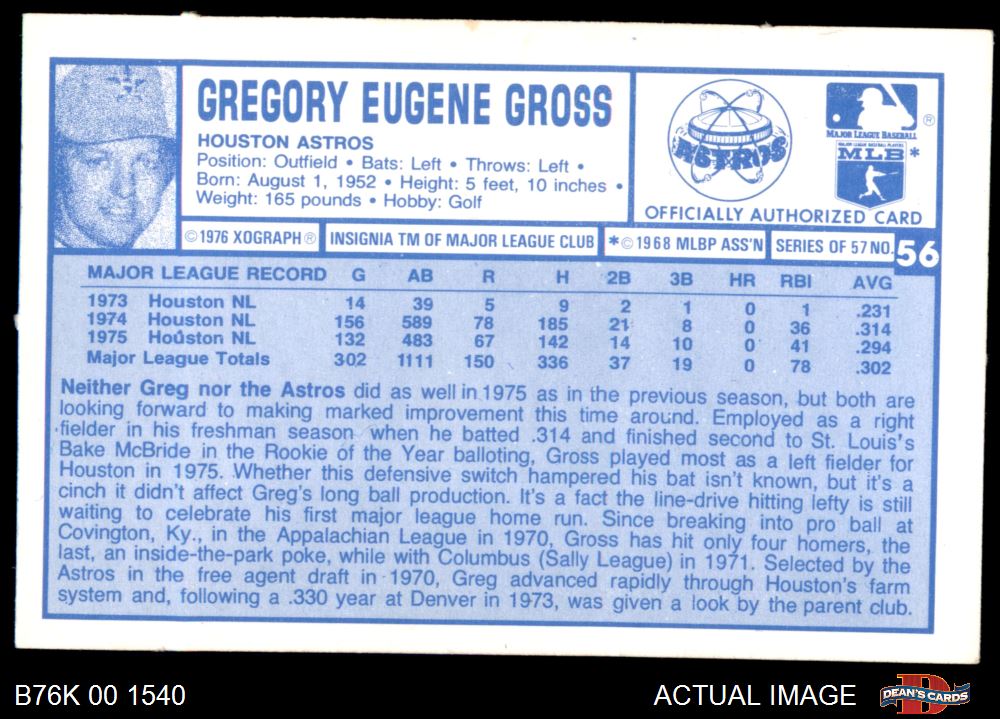 GREGORY EUGENE GROSS
HOUSTON ASTROS
Position: Outfield • Bats: Left • Throws: Left •
Born: August 1, 1952 • Height: 5 feet, 10 inches •
Weight: 165 pounds • Hobby: Golf
ASTROS
MAJOR LEAGUE BASEBALL ®
MAJOR LEAGUE BASEBALL PLAYERS
MLB *
OFFICIALLY AUTHORIZED CARD
© 1976 XOGRAPH ® INSIGNIA TM OF MAJOR LEAGUE CLUB * © 1968 MLBP ASS'N SERIES OF 57 NO. 56
MAJOR LEAGUE RECORD G AB R H 2B 3B HR RBI AVG
1973 Houston NL 14 39 5 9 2 1 0 1 .231
1974 Houston NL 156 589 78 185 21 8 0 36 .314
1975 Houston NL 132 483 67 142 14 10 0 41 .294
Major League Totals 302 1111 150 336 37 19 0 78 .302
Neither Greg nor the Astros did as well in 1975 as in the previous season, but both are
looking forward to making marked improvement this time around. Employed as a right
fielder in his freshman season when he batted .314 and finished second to St. Louis's
Bake McBride in the Rookie of the Year balloting, Gross played most as a left fielder for
Houston in 1975. Whether this defensive switch hampered his bat isn't known, but it's a
cinch it didn't affect Greg's long ball production. It's a fact the line-drive hitting lefty is still
waiting to celebrate his first major league home run. Since breaking into pro ball at
Covington, Ky., in the Appalachian League in 1970, Gross has hit only four homers, the
last, an inside-the-park poke, while with Columbus (Sally League) in 1971. Selected by the
Astros in the free agent draft in 1970, Greg advanced rapidly through Houston's farm
system and, following a .330 year at Denver in 1973, was given a look by the parent club.
B76K 00 1540 ACTUAL IMAGE DEAN'S CARDS